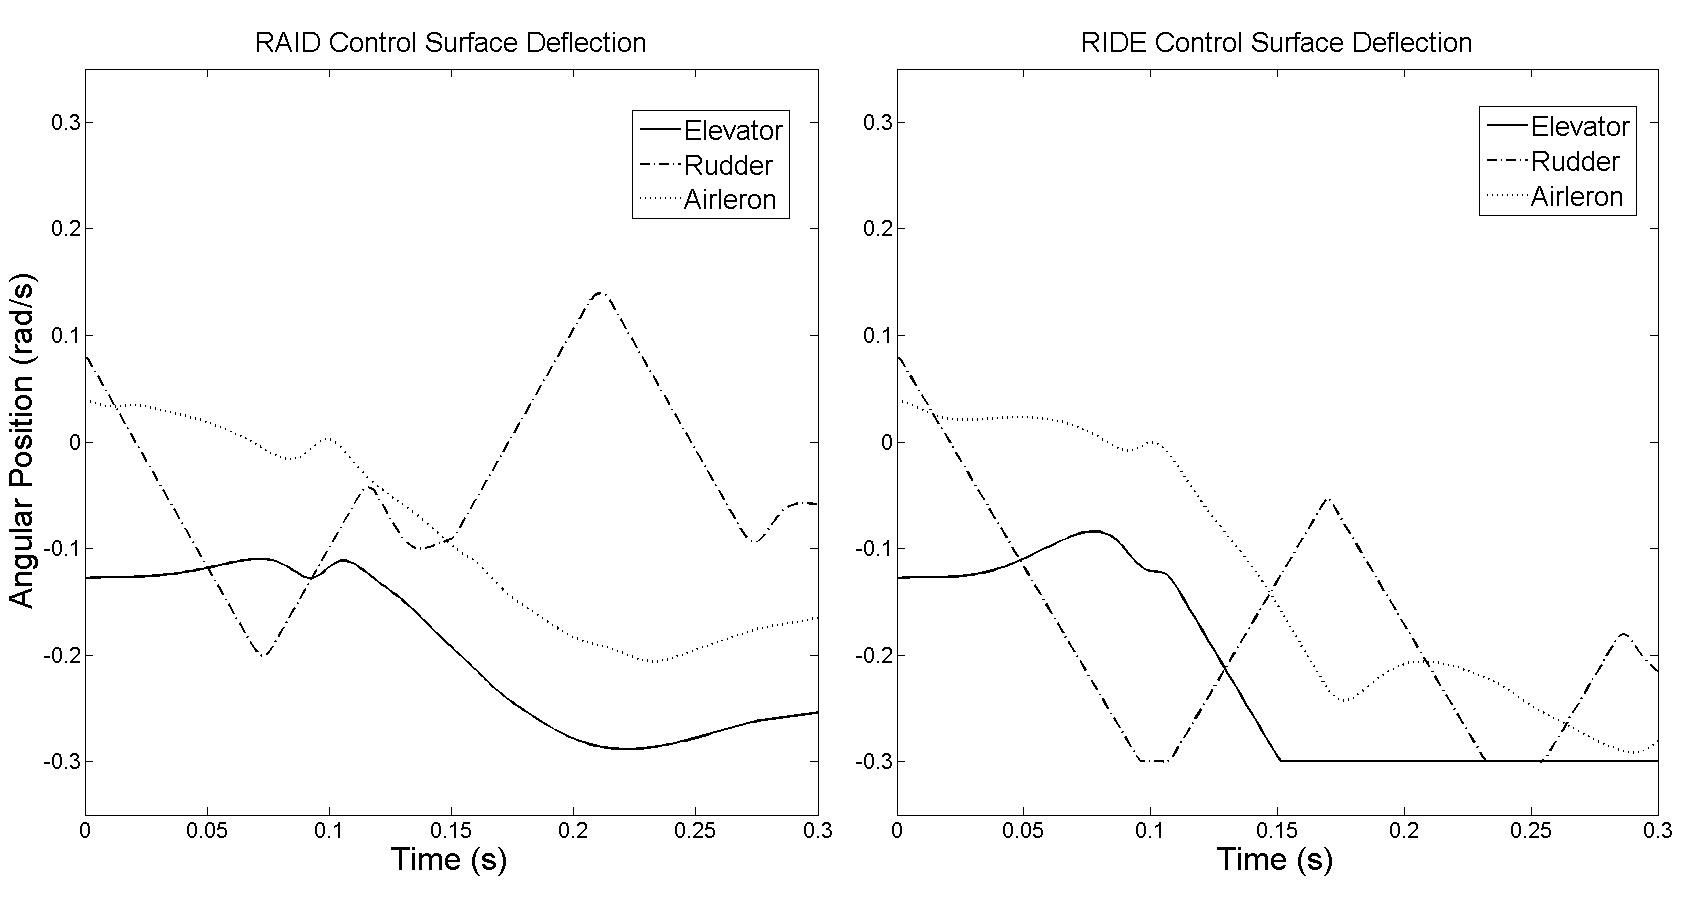 RAID Control Surface Deflection
Elevator
Rudder
Airleron
0.3
0.2
0.1
0
-0.1
-0.2
-0.3
Angular Position (rad/s)
0 0.05 0.1 0.15 0.2 0.25 0.3
Time (s)
RIDE Control Surface Deflection
Elevator
Rudder
Airleron
0.3
0.2
0.1
0
-0.1
-0.2
-0.3
0 0.05 0.1 0.15 0.2 0.25 0.3
Time (s)